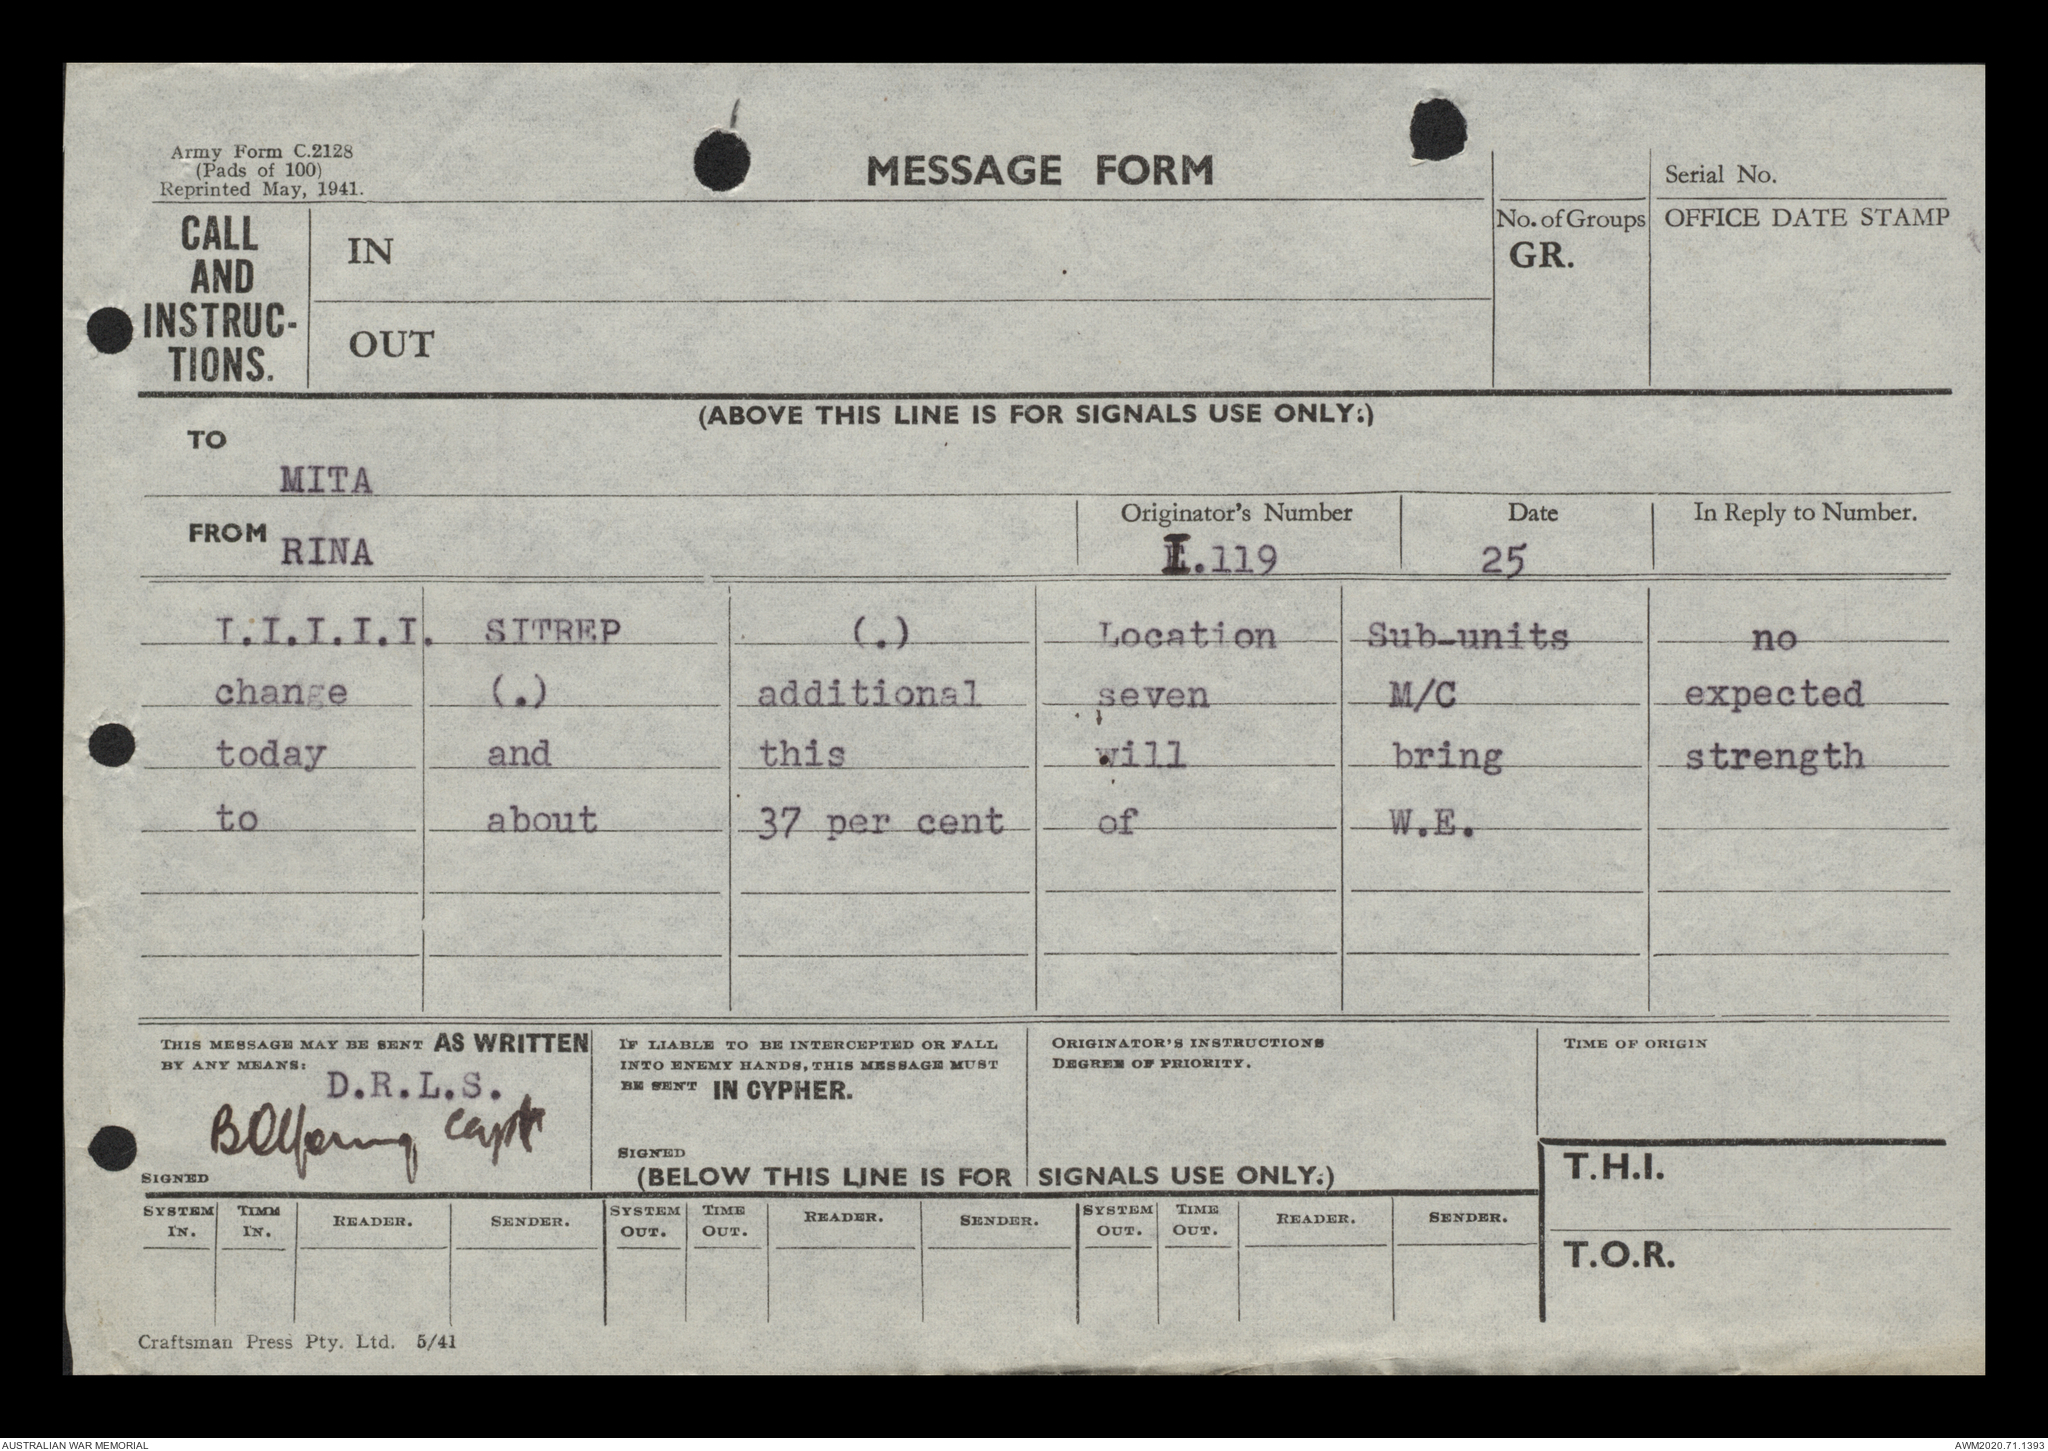 Army Form C.2128
(Pads of 100)
Reprinted May, 1941.
MESSAGE FORM
Serial No.
CALL AND INSTRUC-TIONS.
IN
OUT
No. of Groups
GR.
OFFICE DATE STAMP
(ABOVE THIS LINE IS FOR SIGNALS USE ONLY.)
TO
MITA
FROM RINA
Originator's Number
I.119
Date
25
In Reply to Number.
I.I.I.I.I. SITREP (.) Location Sub-units no
change (.) additional seven M/C expected
today and this will bring strength
to about 37 per cent of W.E.
THIS MESSAGE MAY BE SENT AS WRITTEN
BY ANY MEANS:
D.R.L.S.
Capt
SIGNED
IF LIABLE TO BE INTERCEPTED OR FALL
INTO ENEMY HANDS, THIS MESSAGE MUST
BE SENT IN CYPHER.
SIGNED
ORIGINATOR'S INSTRUCTIONS
DEGREE OF PRIORITY.
TIME OF ORIGIN
(BELOW THIS LINE IS FOR SIGNALS USE ONLY.)
T.H.I.
T.O.R.
SYSTEM IN. TIME IN. READER. SENDER. SYSTEM OUT. TIME OUT. READER. SENDER. SYSTEM OUT. TIME OUT. READER. SENDER.
Craftsman Press Pty. Ltd. 5/41
AUSTRALIAN WAR MEMORIAL
AWM2020.71.1393